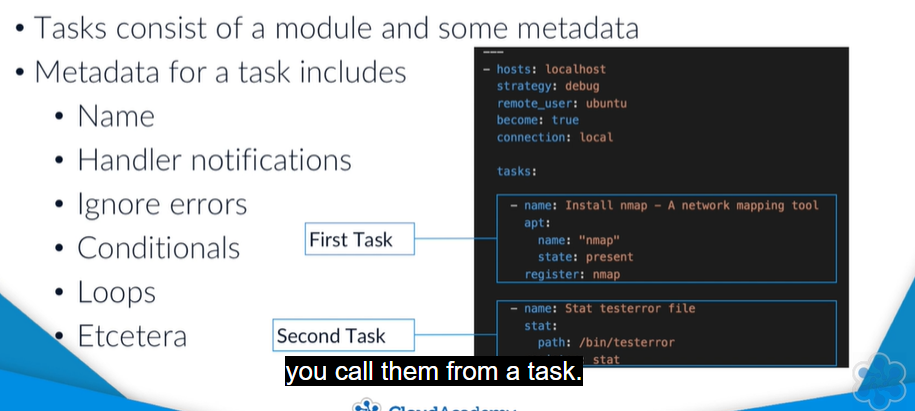 • Tasks consist of a module and some metadata
• Metadata for a task includes
• Name
• Handler notifications
• Ignore errors
• Conditionals
• Loops
• Etcetera
---
- hosts: localhost
strategy: debug
remote_user: ubuntu
become: true
connection: local
tasks:
First Task
- name: Install nmap – A network mapping tool
apt:
name: "nmap"
state: present
register: nmap
Second Task
- name: Stat testerror file
stat:
path: /bin/testerror
stat
you call them from a task.